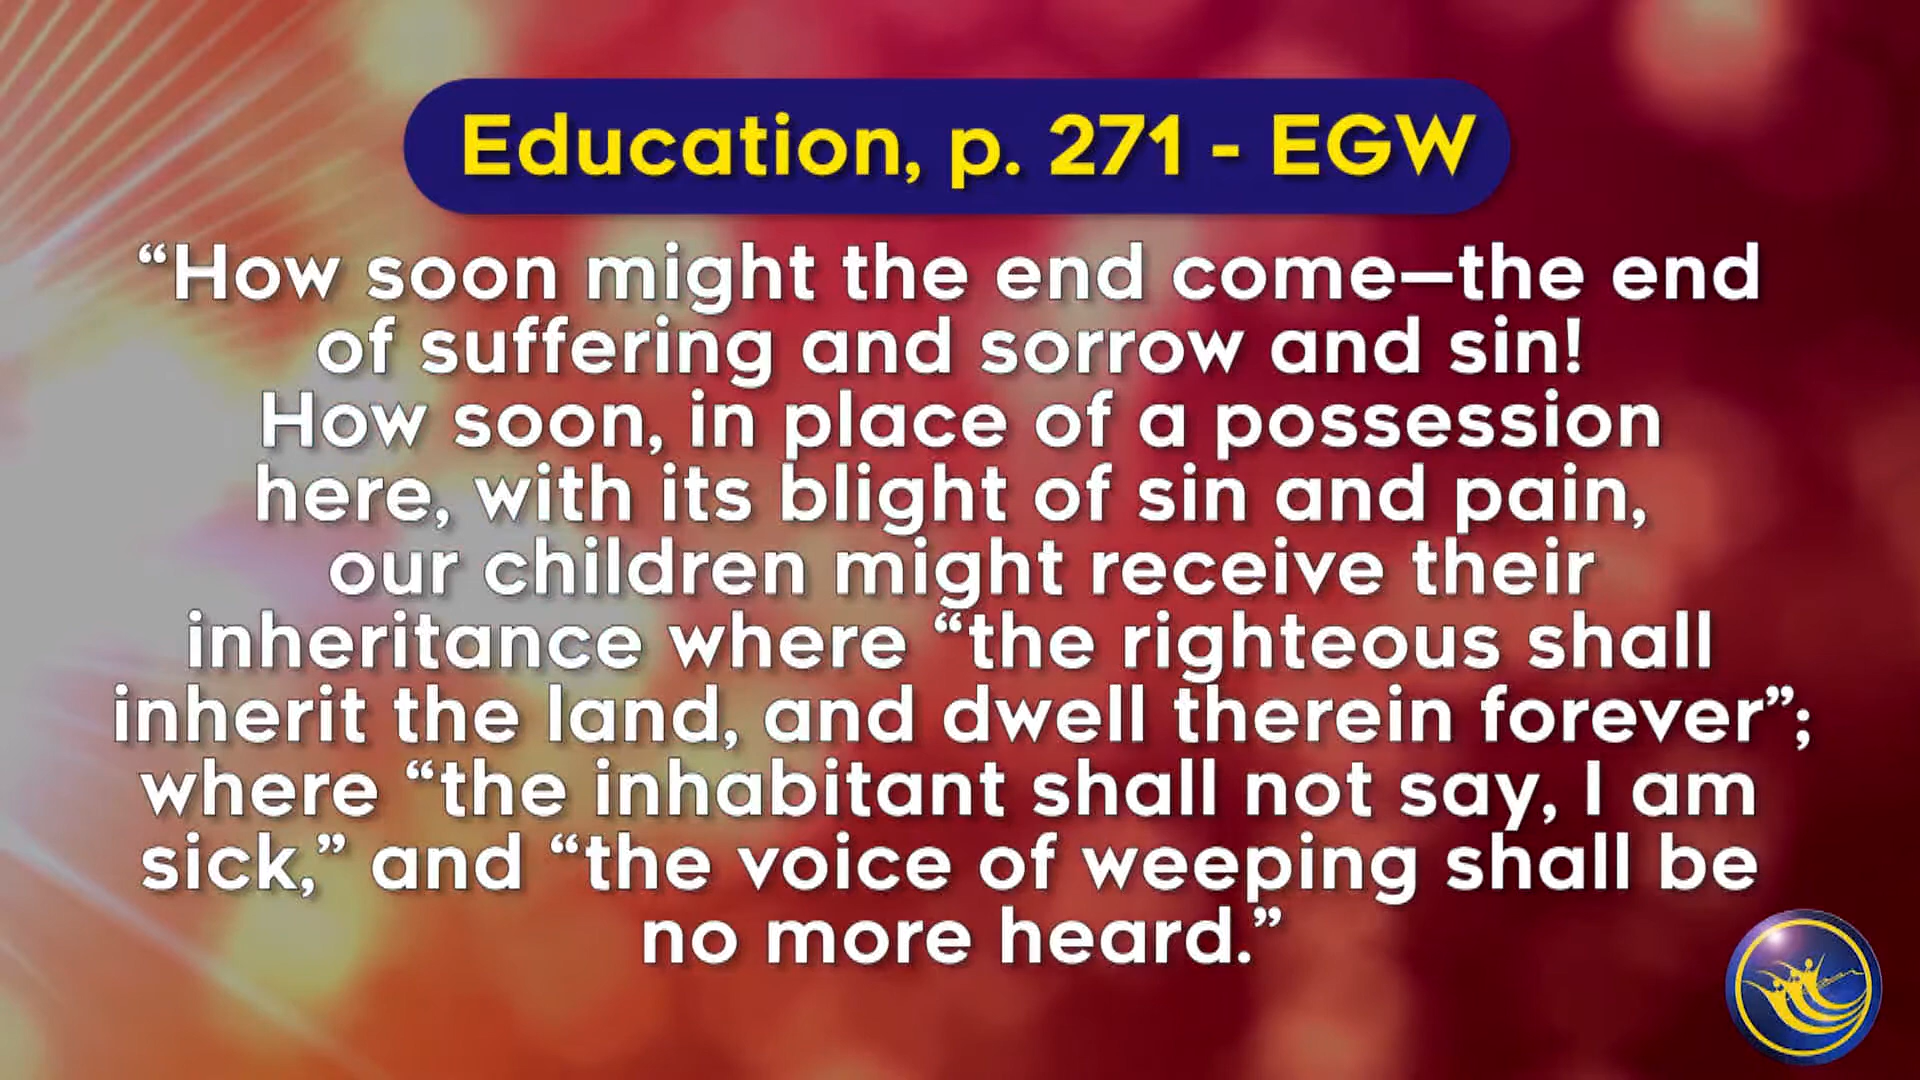 Education, p. 271 - EGW
“How soon might the end come—the end
of suffering and sorrow and sin!
How soon, in place of a possession
here, with its blight of sin and pain,
our children might receive their
inheritance where “the righteous shall
inherit the land, and dwell therein forever”;
where “the inhabitant shall not say, I am
sick,” and “the voice of weeping shall be
no more heard.”